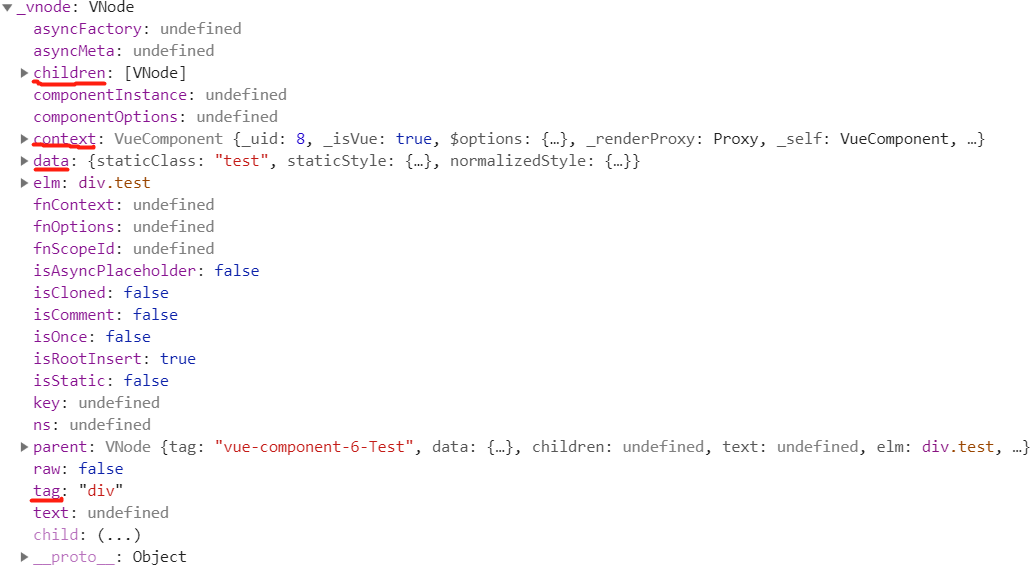 _vnode: VNode
asyncFactory: undefined
asyncMeta: undefined
children: [VNode]
componentInstance: undefined
componentOptions: undefined
context: VueComponent {_uid: 8, _isVue: true, $options: {…}, _renderProxy: Proxy, _self: VueComponent, …}
data: {staticClass: "test", staticStyle: {…}, normalizedStyle: {…}}
elm: div.test
fnContext: undefined
fnOptions: undefined
fnScopeId: undefined
isAsyncPlaceholder: false
isCloned: false
isComment: false
isOnce: false
isRootInsert: true
isStatic: false
key: undefined
ns: undefined
parent: VNode {tag: "vue-component-6-Test", data: {…}, children: undefined, text: undefined, elm: div.test, …}
raw: false
tag: "div"
text: undefined
child: (...)
__proto__: Object